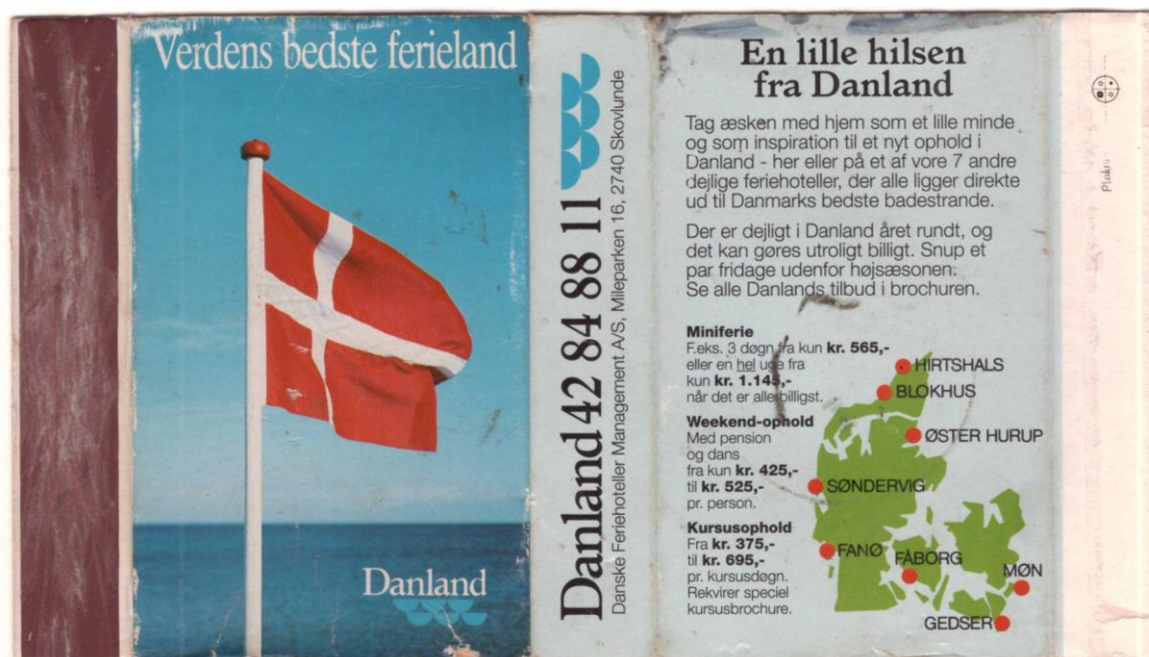 Verdens bedste ferieland
Danland
Danland 42 84 88 11
Danske Feriehoteller Management A/S, Mileparken 16, 2740 Skovlunde
En lille hilsen
fra Danland
Tag æsken med hjem som et lille minde
og som inspiration til et nyt ophold i
Danland - her eller på et af vore 7 andre
dejlige feriehoteller, der alle ligger direkte
ud til Danmarks bedste badestrande.
Der er dejligt i Danland året rundt, og
det kan gøres utroligt billigt. Snup et
par fridage udenfor højsæsonen.
Se alle Danlands tilbud i brochuren.
Miniferie
F.eks. 3 døgn fra kun kr. 565,-
eller en hel uge fra
kun kr. 1.145,-
når det er allerbilligst.
Weekend-ophold
Med pension
og dans
fra kun kr. 425,-
til kr. 525,-
pr. person.
Kursusophold
Fra kr. 375,-
til kr. 695,-
pr. kursusdøgn.
Rekvirer speciel
kursusbrochure.
HIRTSHALS
BLOKHUS
ØSTER HURUP
SØNDERVIG
FANØ
FÅBORG
MØN
GEDSER